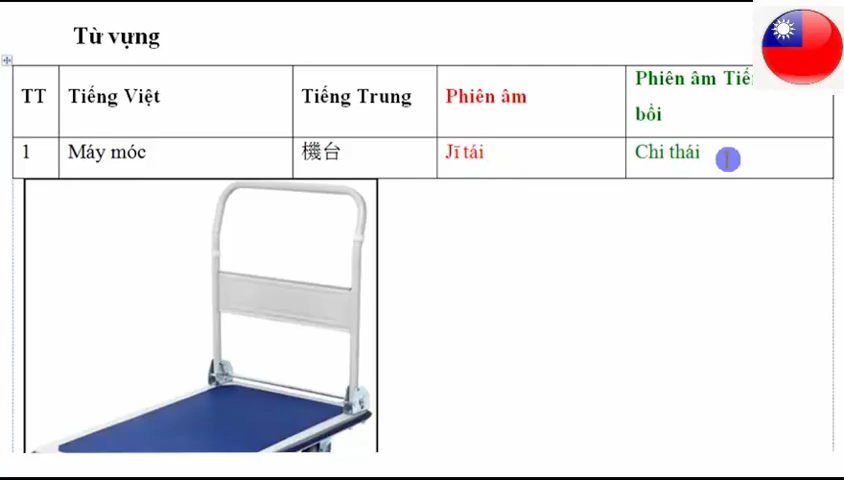 Từ vựng
TT Tiếng Việt Tiếng Trung Phiên âm Phiên âm
bồi
1 Máy móc 機台 Jī tái Chi thái